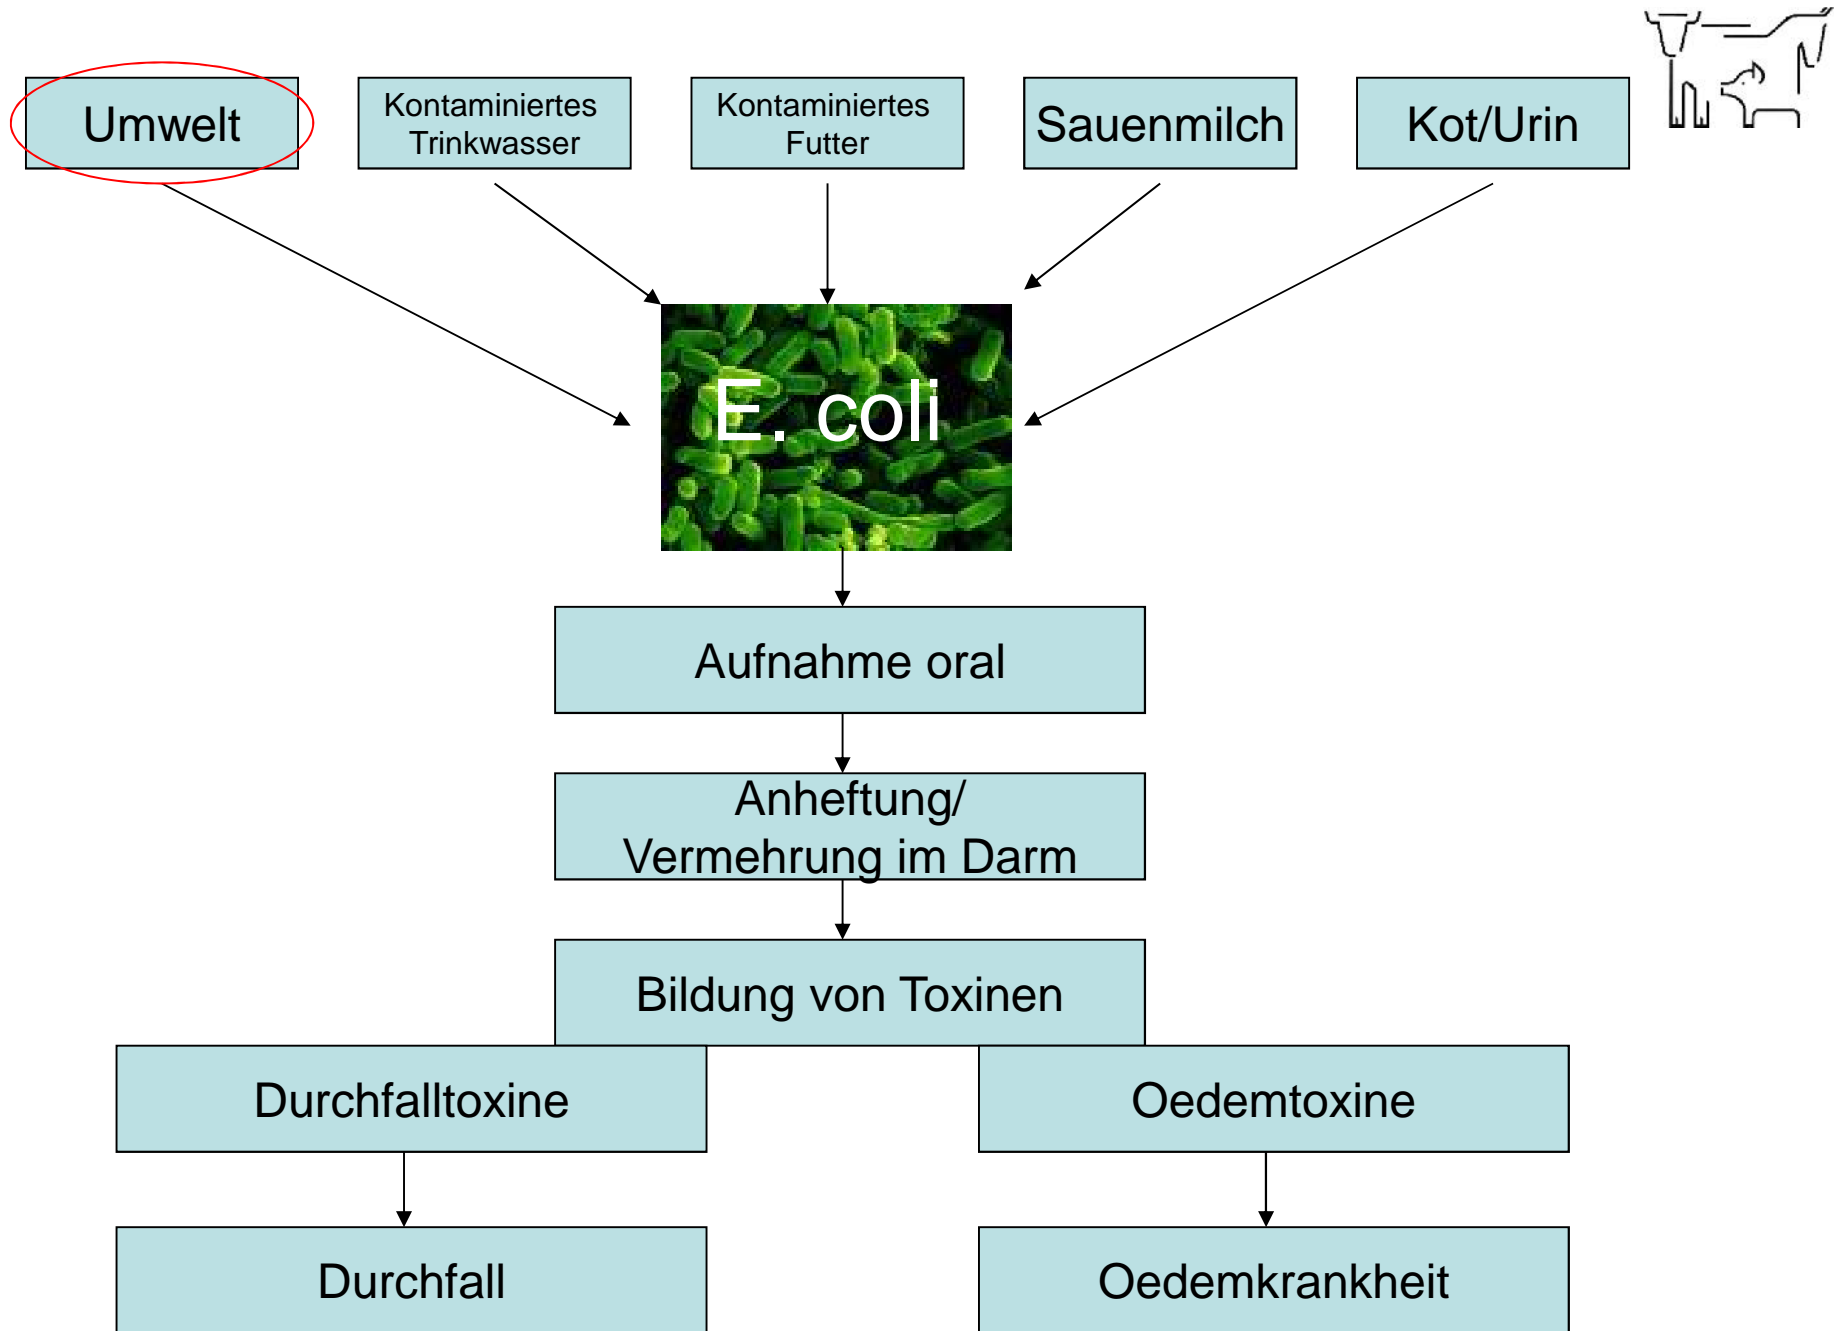 Umwelt
Kontaminiertes
Trinkwasser
Kontaminiertes
Futter
Sauenmilch
Kot/Urin
E. coli
Aufnahme oral
Anheftung/
Vermehrung im Darm
Bildung von Toxinen
Durchfalltoxine
Oedemtoxine
Durchfall
Oedemkrankheit